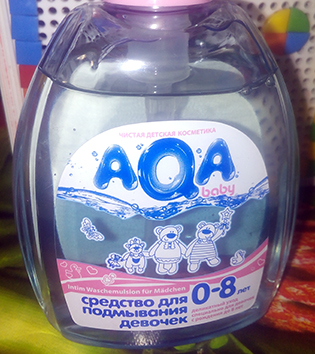 ЧИСТАЯ ДЕТСКАЯ КОСМЕТИКА
AQA
baby
Intim Waschemulsion für Mädchen
средство для
подмывания
девочек
0-8 лет